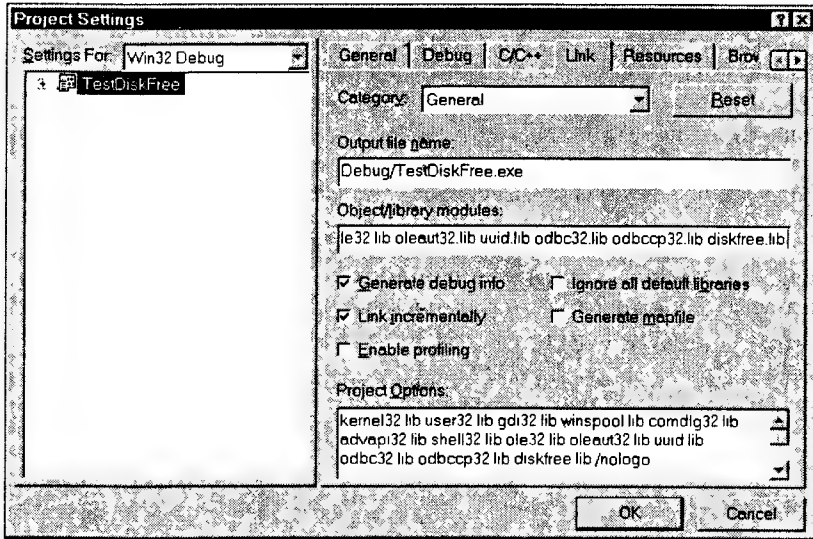 Project Settings
Settings For: Win32 Debug
TestDiskFree
General Debug C/C++ Link Resources Brow
Category: General
Reset
Output file name:
Debug/TestDiskFree.exe
Object/library modules:
le32 lib oleaut32.lib uuid.lib odbc32.lib odbccp32.lib diskfree.lib
Generate debug info Ignore all default libraries
Link incrementally Generate mapfile
Enable profiling
Project Options:
kernel32 lib user32 lib gdi32 lib winspool lib comdlg32 lib
advapi32 lib shell32 lib ole32 lib oleaut32 lib uuid lib
odbc32 lib odbccp32 lib diskfree lib /nologo
OK Cancel